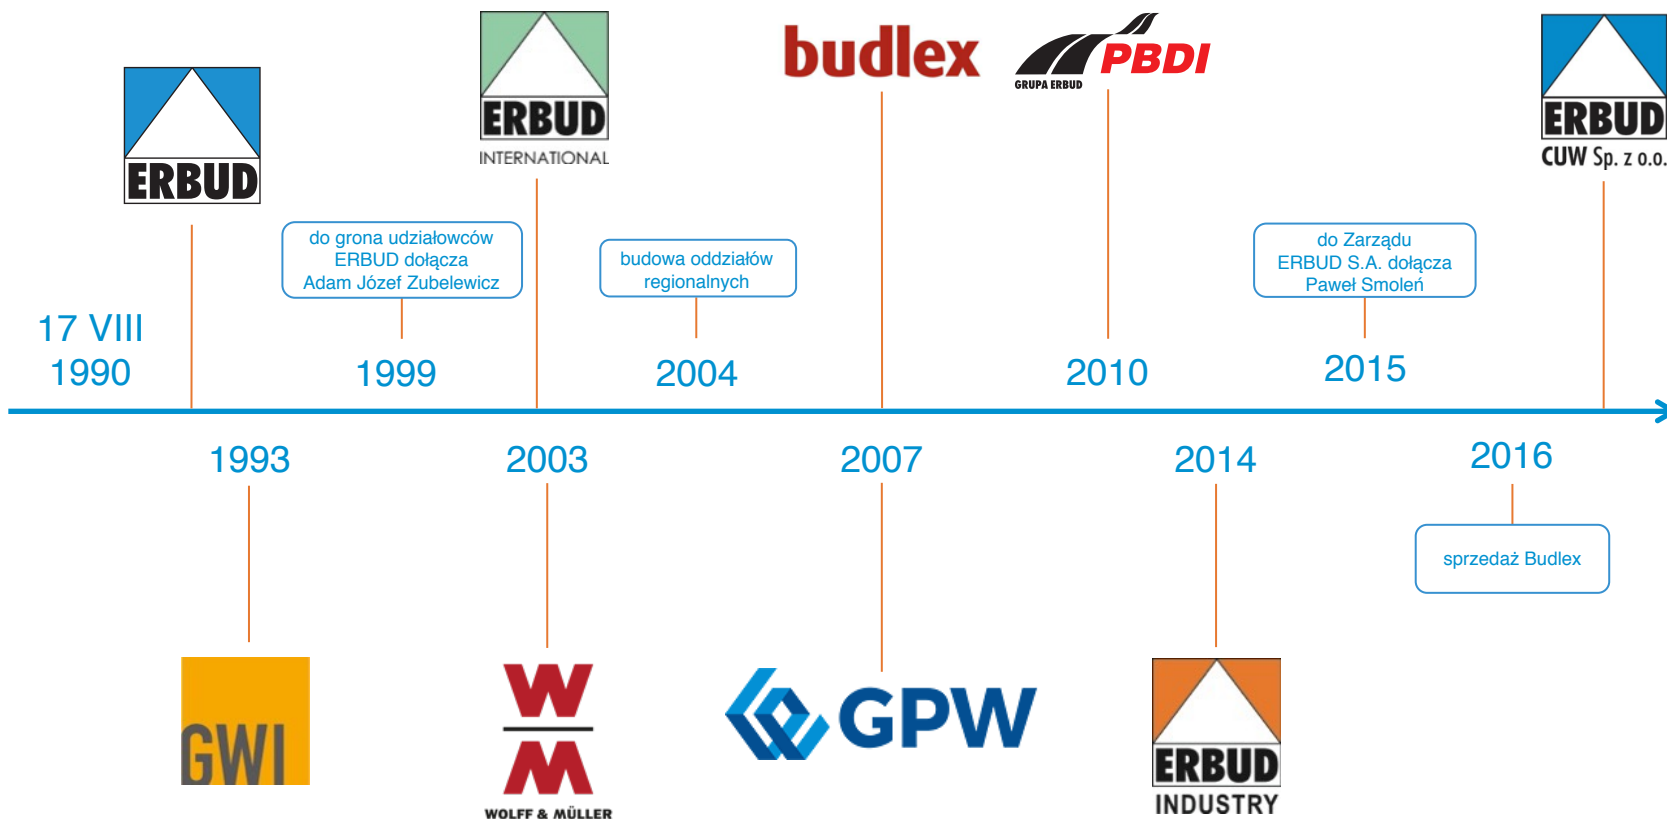 ERBUD
ERBUD
INTERNATIONAL
budlex
PBDI
GRUPA ERBUD
ERBUD
CUW Sp. z o.o.
do grona udziałowców
ERBUD dołącza
Adam Józef Zubelewicz
budowa oddziałów
regionalnych
do Zarządu
ERBUD S.A. dołącza
Paweł Smoleń
17 VIII
1990
1999
2004
2010
2015
1993
2003
2007
2014
2016
sprzedaż Budlex
GWI
W
M
WOLFF & MÜLLER
GPW
ERBUD
INDUSTRY